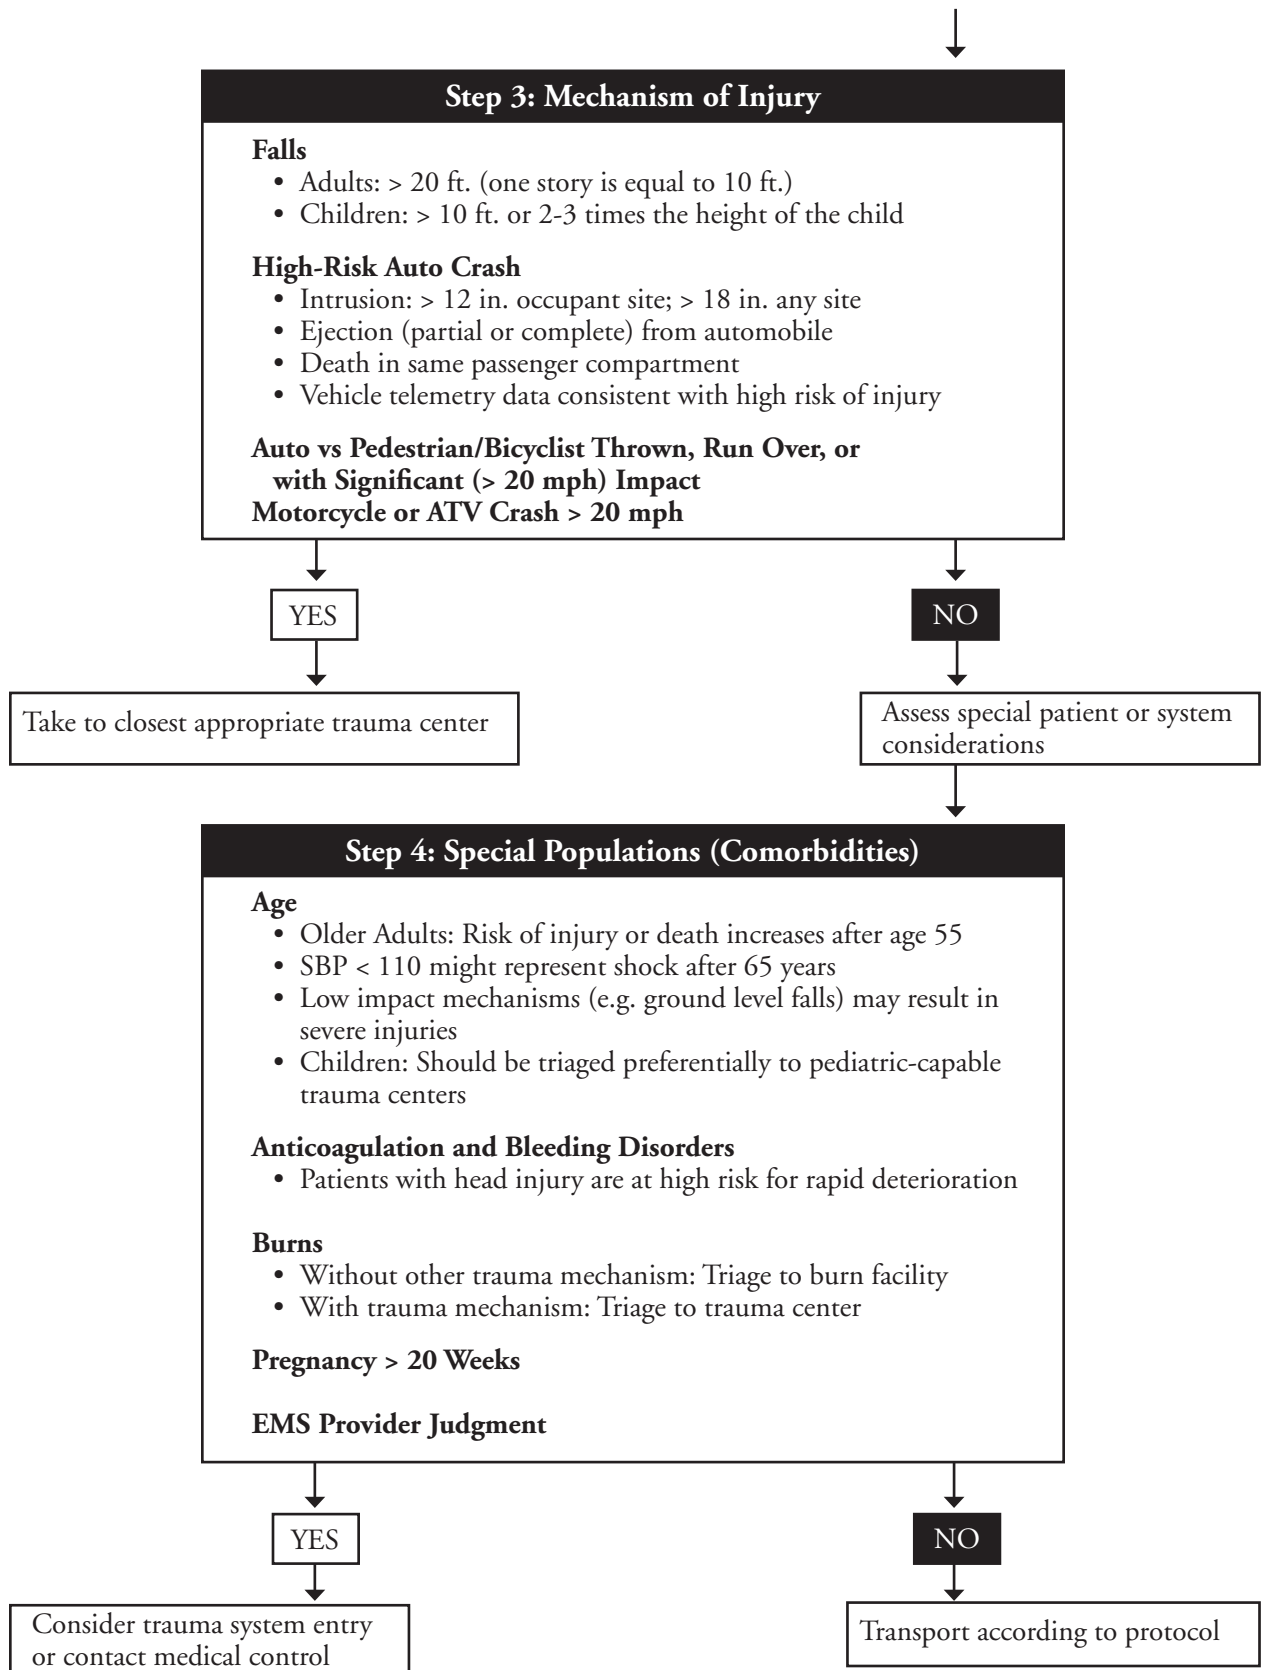 Step 3: Mechanism of Injury
Falls
• Adults: > 20 ft. (one story is equal to 10 ft.)
• Children: > 10 ft. or 2-3 times the height of the child
High-Risk Auto Crash
• Intrusion: > 12 in. occupant site; > 18 in. any site
• Ejection (partial or complete) from automobile
• Death in same passenger compartment
• Vehicle telemetry data consistent with high risk of injury
Auto vs Pedestrian/Bicyclist Thrown, Run Over, or
with Significant (> 20 mph) Impact
Motorcycle or ATV Crash > 20 mph
YES
NO
Take to closest appropriate trauma center
Assess special patient or system
considerations
Step 4: Special Populations (Comorbidities)
Age
• Older Adults: Risk of injury or death increases after age 55
• SBP < 110 might represent shock after 65 years
• Low impact mechanisms (e.g. ground level falls) may result in
severe injuries
• Children: Should be triaged preferentially to pediatric-capable
trauma centers
Anticoagulation and Bleeding Disorders
• Patients with head injury are at high risk for rapid deterioration
Burns
• Without other trauma mechanism: Triage to burn facility
• With trauma mechanism: Triage to trauma center
Pregnancy > 20 Weeks
EMS Provider Judgment
YES
NO
Consider trauma system entry
or contact medical control
Transport according to protocol